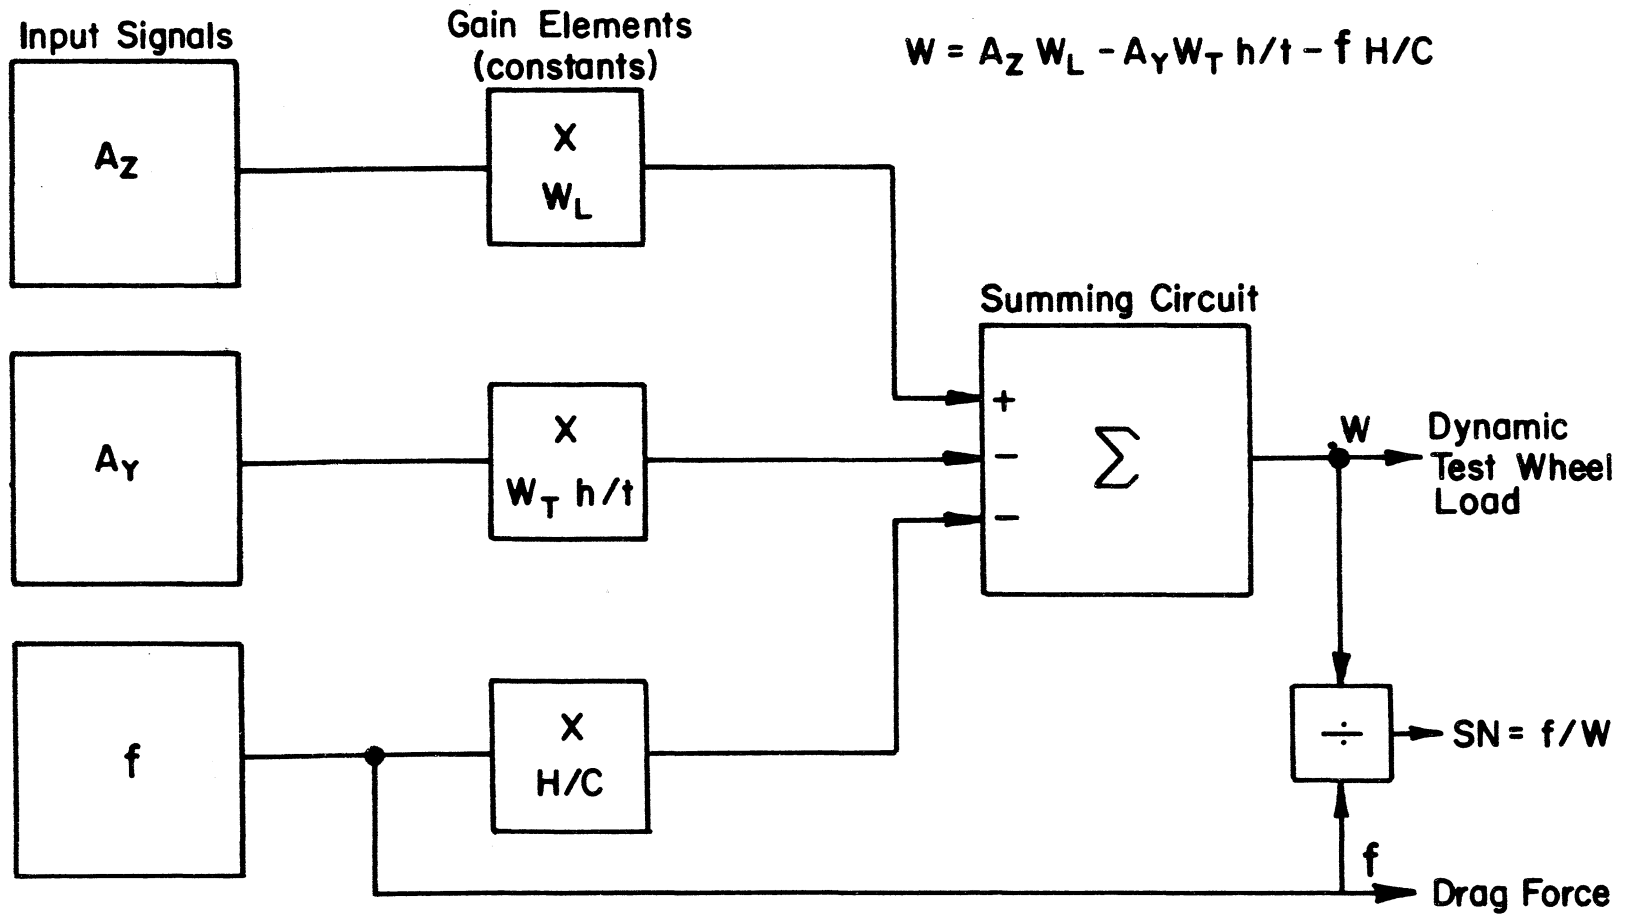 Input Signals
Gain Elements
(constants)
W = A_Z W_L - A_Y W_T h/t - f H/C
A_Z
X
W_L
Summing Circuit
A_Y
X
W_T h/t
+
-
-
Σ
W
Dynamic
Test Wheel
Load
f
X
H/C
÷
SN = f/W
f
Drag Force